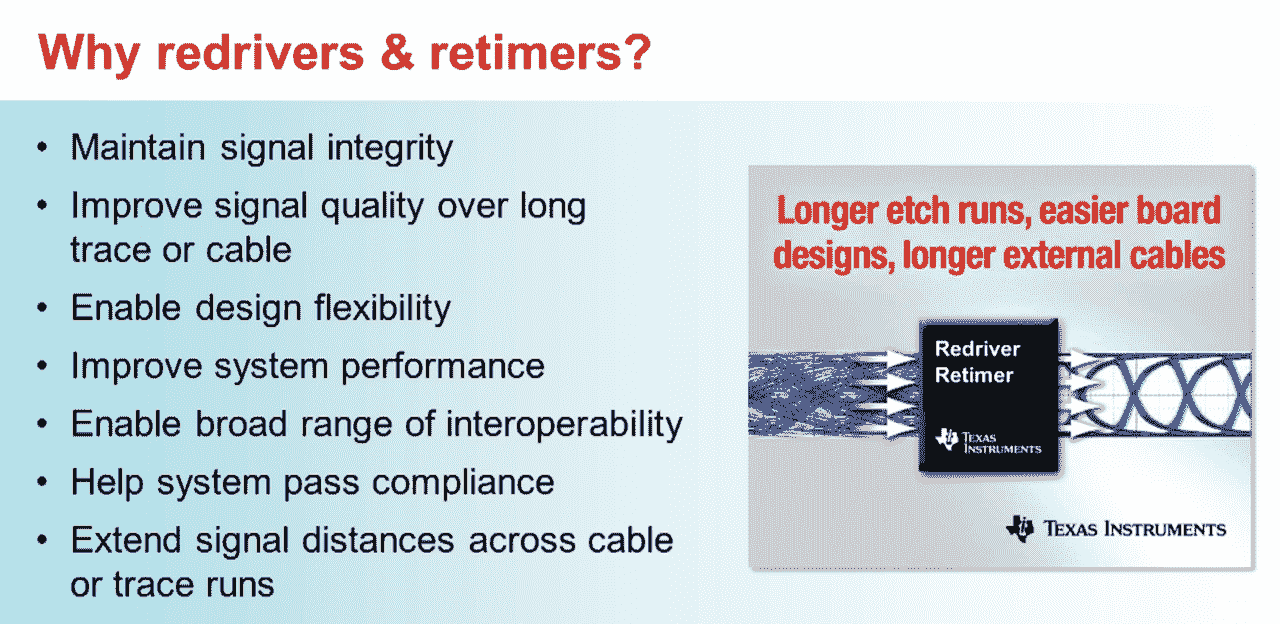 Why redrivers & retimers?
• Maintain signal integrity
• Improve signal quality over long
trace or cable
• Enable design flexibility
• Improve system performance
• Enable broad range of interoperability
• Help system pass compliance
• Extend signal distances across cable
or trace runs
Longer etch runs, easier board
designs, longer external cables
Redriver
Retimer
TEXAS
INSTRUMENTS
TEXAS INSTRUMENTS